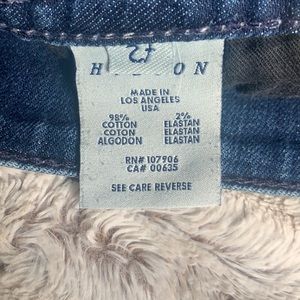 MADE IN
LOS ANGELES
USA
98% 2%
COTTON ELASTAN
COTON ELASTAN
ALGODON ELASTAN
RN# 107906
CA# 00635
SEE CARE REVERSE